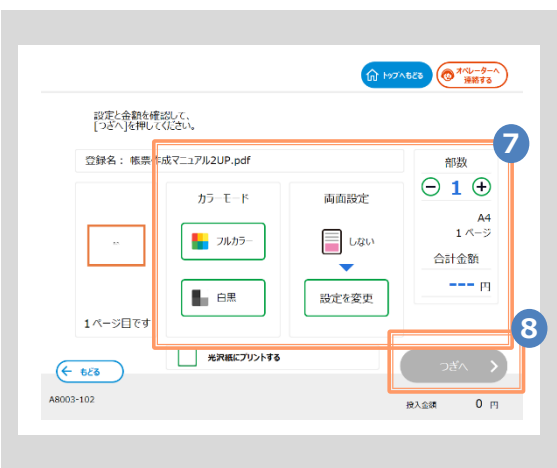 トップへもどる
オペレーターへ
連絡する
設定と金額を確認して、
[つぎへ]を押してください。
7
登録名： 帳票作成マニュアル2UP.pdf
部数
1
カラーモード
両面設定
A4
1 ページ
フルカラー
しない
合計金額
--- 円
--
白黒
設定を変更
1ページ目です
8
光沢紙にプリントする
つぎへ
もどる
A8003-102
投入金額 0 円